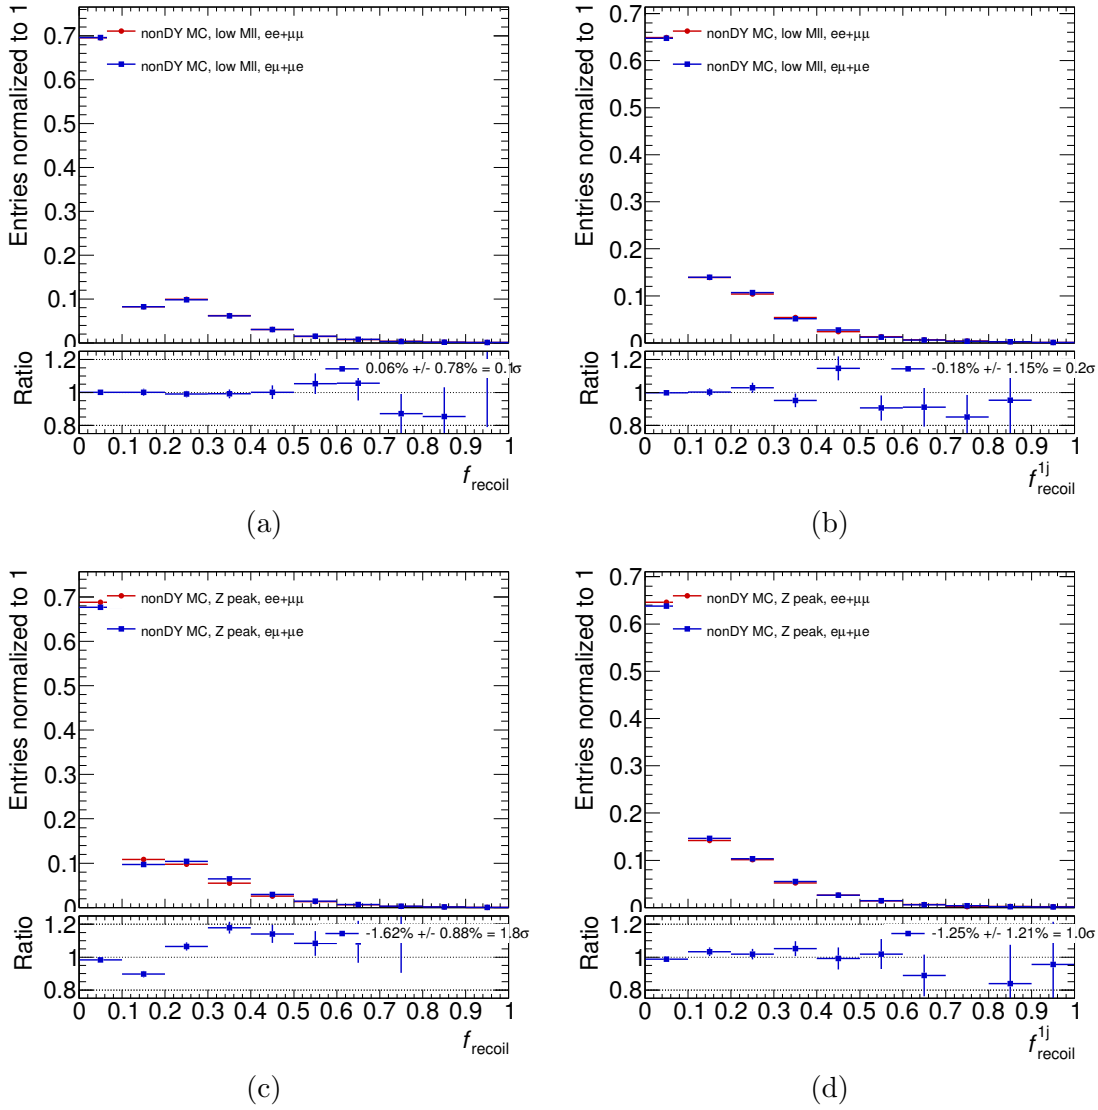 Entries normalized to 1
0.7
0.6
0.5
0.4
0.3
0.2
0.1
0
nonDY MC, low Mll, ee+μμ
nonDY MC, low Mll, eμ+μe
Ratio
1.2
1
0.8
0.06% +/- 0.78% = 0.1σ
0 0.1 0.2 0.3 0.4 0.5 0.6 0.7 0.8 0.9 1
f recoil
(a)
Entries normalized to 1
0.7
0.6
0.5
0.4
0.3
0.2
0.1
0
nonDY MC, low Mll, ee+μμ
nonDY MC, low Mll, eμ+μe
Ratio
1.2
1
0.8
-0.18% +/- 1.15% = 0.2σ
0 0.1 0.2 0.3 0.4 0.5 0.6 0.7 0.8 0.9 1
f 1j recoil
(b)
Entries normalized to 1
0.7
0.6
0.5
0.4
0.3
0.2
0.1
0
nonDY MC, Z peak, ee+μμ
nonDY MC, Z peak, eμ+μe
Ratio
1.2
1
0.8
-1.62% +/- 0.88% = 1.8σ
0 0.1 0.2 0.3 0.4 0.5 0.6 0.7 0.8 0.9 1
f recoil
(c)
Entries normalized to 1
0.7
0.6
0.5
0.4
0.3
0.2
0.1
0
nonDY MC, Z peak, ee+μμ
nonDY MC, Z peak, eμ+μe
Ratio
1.2
1
0.8
-1.25% +/- 1.21% = 1.0σ
0 0.1 0.2 0.3 0.4 0.5 0.6 0.7 0.8 0.9 1
f 1j recoil
(d)